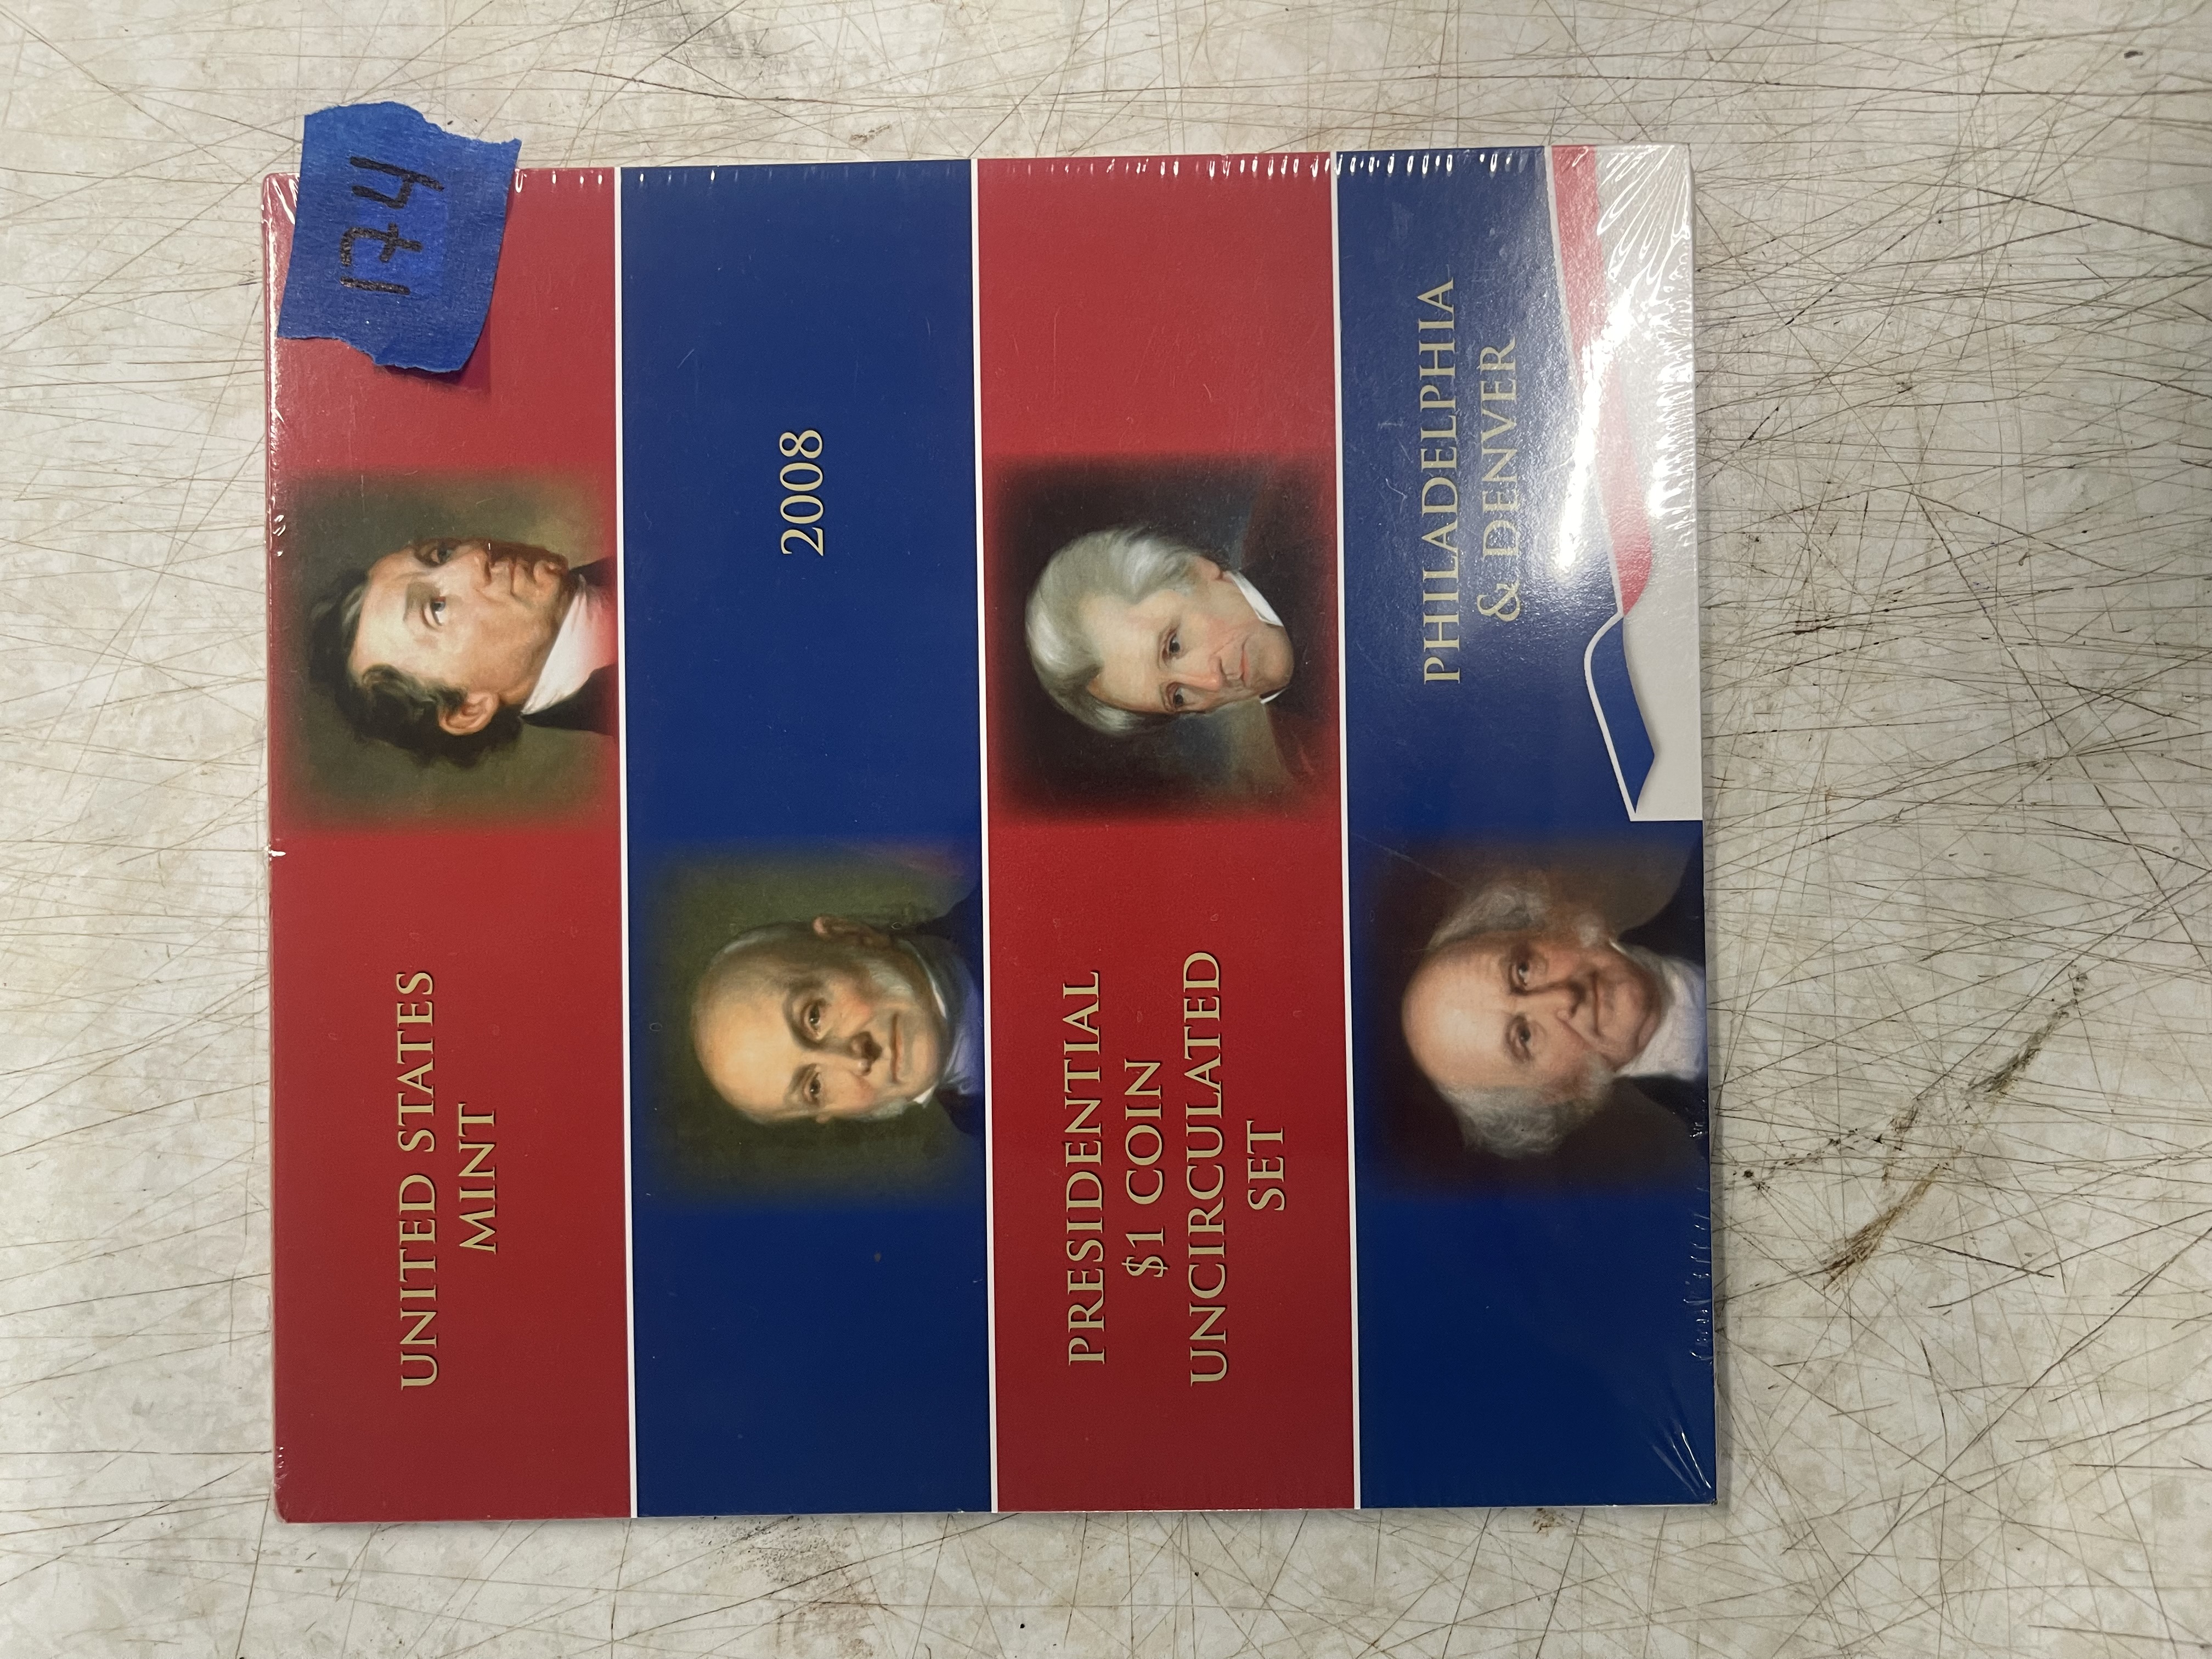 174
UNITED STATES
MINT
2008
PRESIDENTIAL
$1 COIN
UNCIRCULATED
SET
PHILADELPHIA
& DENVER